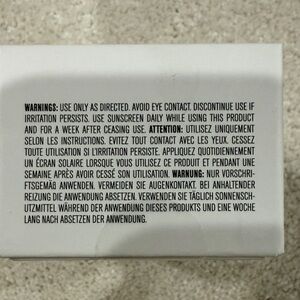 WARNINGS: USE ONLY AS DIRECTED. AVOID EYE CONTACT. DISCONTINUE USE IF
IRRITATION PERSISTS. USE SUNSCREEN DAILY WHILE USING THIS PRODUCT
AND FOR A WEEK AFTER CEASING USE. ATTENTION: UTILISEZ UNIQUEMENT
SELON LES INSTRUCTIONS. EVITEZ TOUT CONTACT AVEC LES YEUX. CESSEZ
TOUTE UTILISATION SI L'IRRITATION PERSISTE. APPLIQUEZ QUOTIDIENNEMENT
UN ÉCRAN SOLAIRE LORSQUE VOUS UTILISEZ CE PRODUIT ET PENDANT UNE
SEMAINE APRÈS AVOIR CESSÉ SON UTILISATION. WARNUNG: NUR VORSCHRIF-
TSGEMÄẞ ANWENDEN. VERMEIDEN SIE AUGENKONTAKT. BEI ANHALTENDER
REIZUNG DIE ANWENDUNG ABSETZEN. VERWENDEN SIE TÄGLICH SONNENSCH-
UTZMITTEL WÄHREND DER ANWENDUNG DIESES PRODUKTS UND EINE WOCHE
LANG NACH ABSETZEN DER ANWENDUNG.